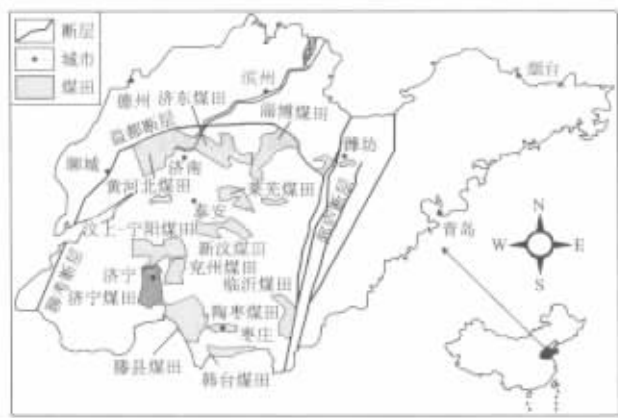 断层
城市
煤田
滨州
烟台
德州
济东煤田
淄博煤田
益都断层
聊城
济南
潍坊
黄河北煤田
莱芜煤田
泰安
青岛
汶上-宁阳煤田
新汶煤田
兖州煤田
济宁
临沂煤田
济宁煤田
陶枣煤田
枣庄
滕县煤田
韩台煤田
N
W
E
S